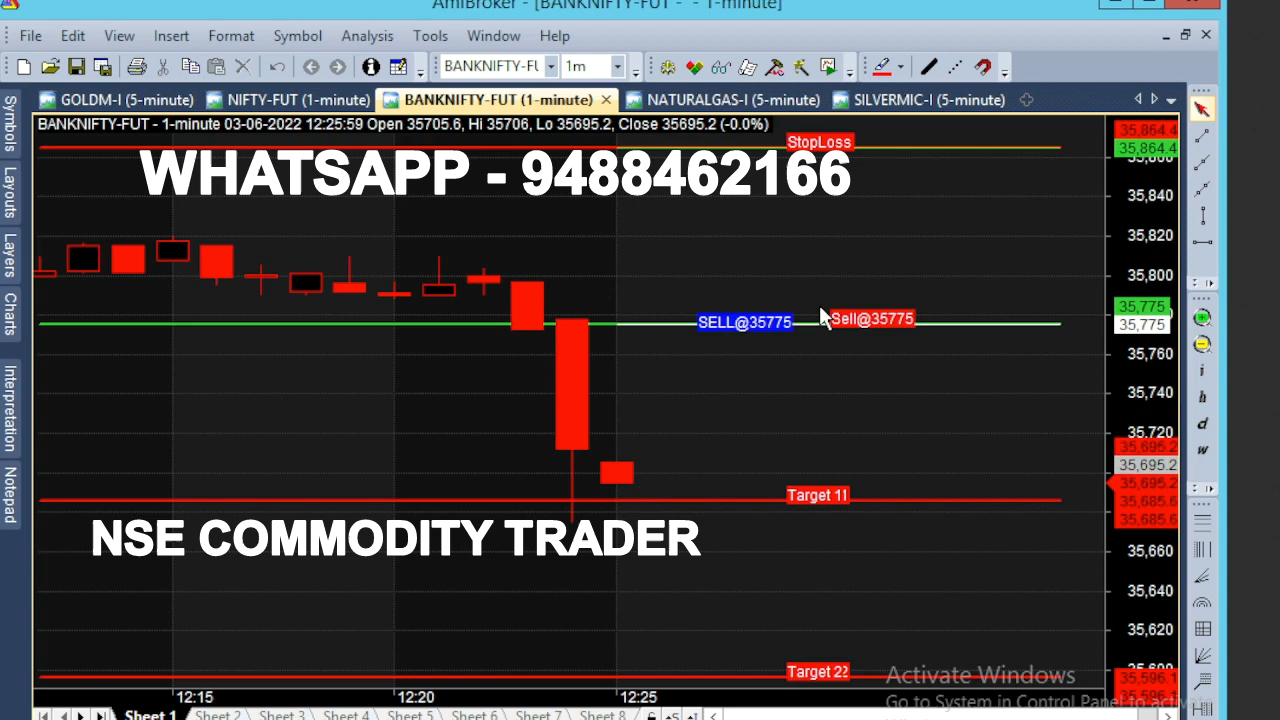 AmiBroker - [BANKNIFTY-FUT - - 1-minute]
File Edit View Insert Format Symbol Analysis Tools Window Help
BANKNIFTY-FU 1m
GOLDM-I (5-minute) NIFTY-FUT (1-minute) BANKNIFTY-FUT (1-minute) NATURALGAS-I (5-minute) SILVERMIC-I (5-minute)
BANKNIFTY-FUT - 1-minute 03-06-2022 12:25:59 Open 35705.6, Hi 35706, Lo 35695.2, Close 35695.2 (-0.0%)
Symbols
Layouts
Layers
Charts
Interpretation
Notepad
StopLoss
WHATSAPP - 9488462166
SELL@35775
Sell@35775
Target 11
NSE COMMODITY TRADER
Target 22
35,864.4
35,864.4
35,840
35,820
35,800
35,775
35,775
35,760
35,740
35,720
35,695.2
35,695.2
35,695.2
35,685.6
35,685.6
35,660
35,640
35,620
35,596.1
35,596.1
i
h
d
w
12:15 12:20 12:25
Activate Windows
Go to System in Control Panel to activate
Sheet 1 Sheet 2 Sheet 3 Sheet 4 Sheet 5 Sheet 6 Sheet 7 Sheet 8